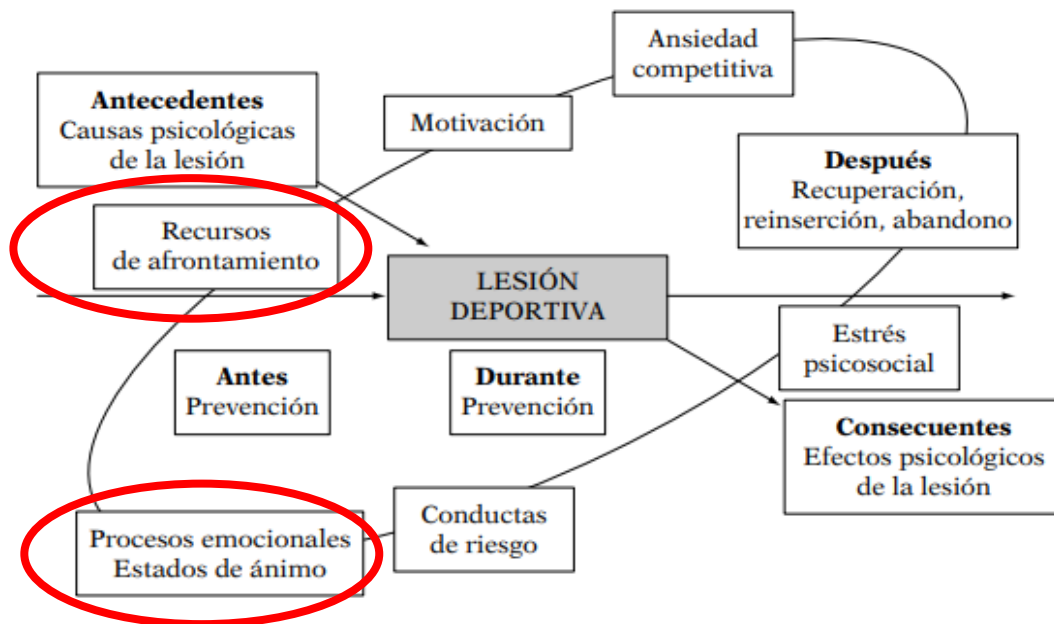 Ansiedad
competitiva
Antecedentes
Causas psicológicas
de la lesión
Motivación
Después
Recuperación,
reinserción, abandono
Recursos
de afrontamiento
LESIÓN
DEPORTIVA
Estrés
psicosocial
Antes
Prevención
Durante
Prevención
Consecuentes
Efectos psicológicos
de la lesión
Conductas
de riesgo
Procesos emocionales
Estados de ánimo